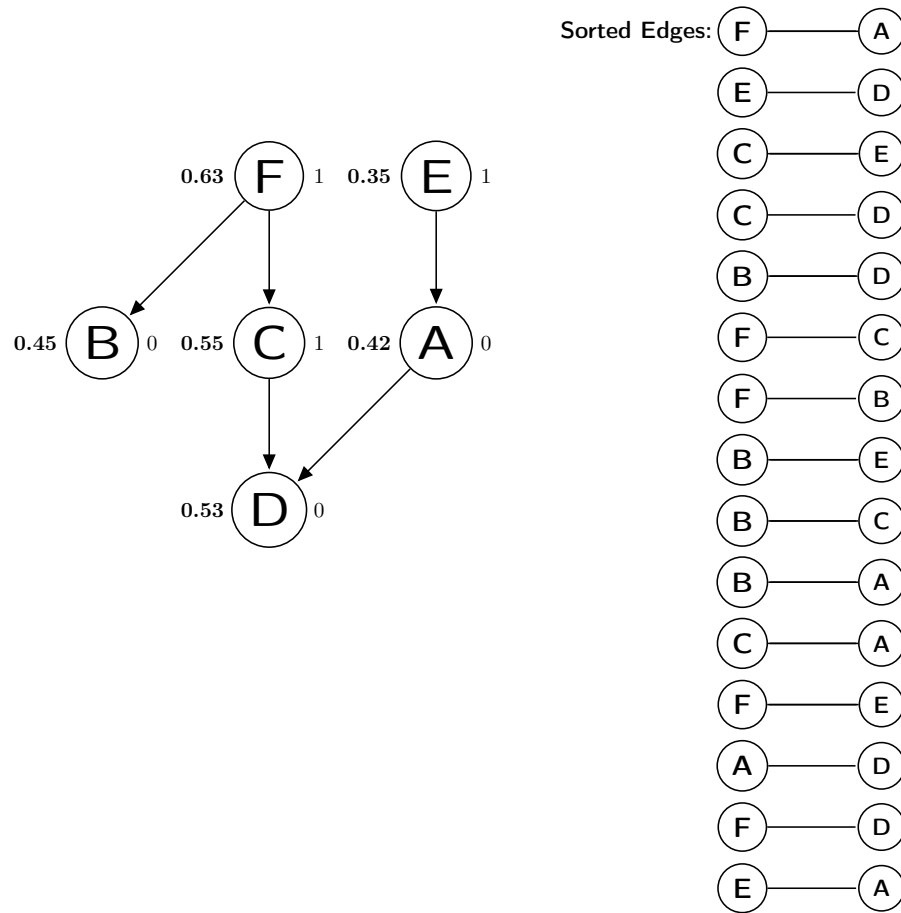 Sorted Edges: F A
E D
C E
C D
B D
F C
F B
B E
B C
B A
C A
F E
A D
F D
E A
0.63 F 1 0.35 E 1
0.45 B 0 0.55 C 1 0.42 A 0
0.53 D 0